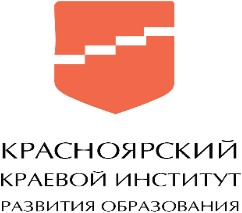 КРАСНОЯРСКИЙ
КРАЕВОЙ ИНСТИТУТ
РАЗВИТИЯ ОБРАЗОВАНИЯ